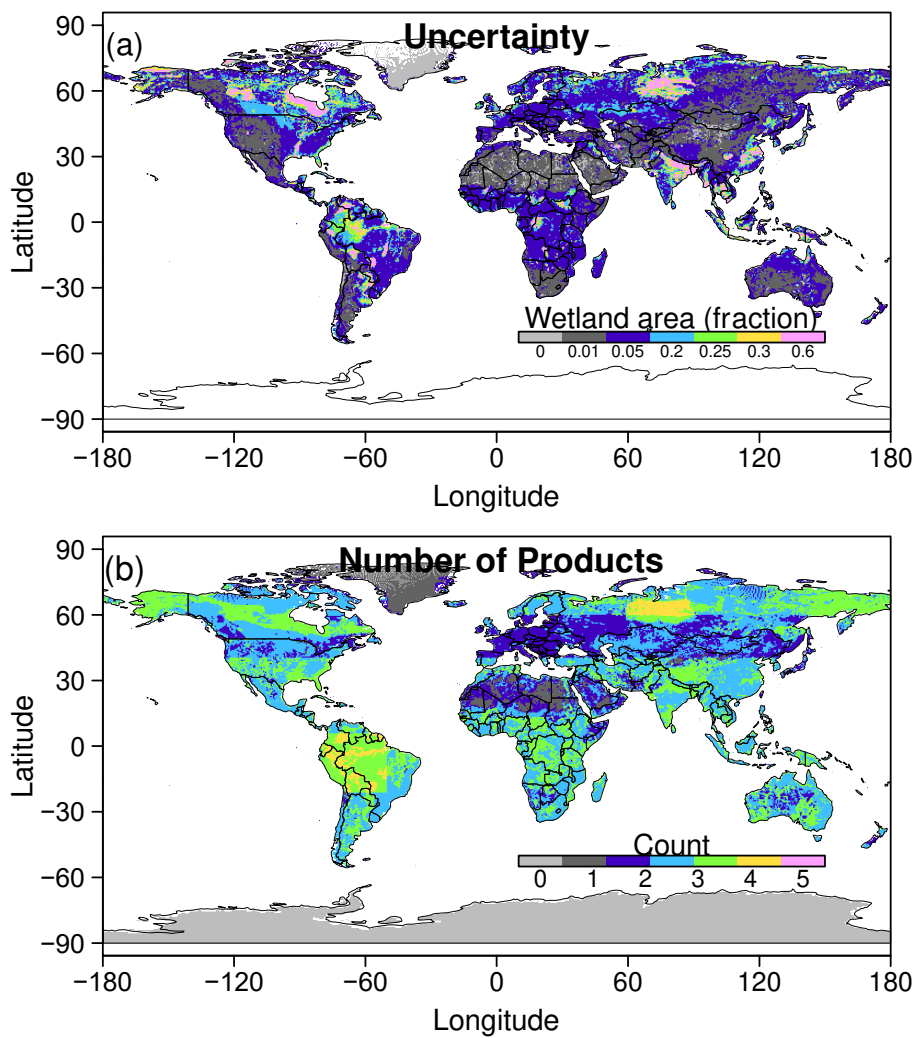 (a)
Uncertainty
90
60
30
0
−30
−60
−90
Latitude
Wetland area (fraction)
0 0.01 0.05 0.2 0.25 0.3 0.6
−180 −120 −60 0 60 120 180
Longitude
(b)
Number of Products
90
60
30
0
−30
−60
−90
Latitude
Count
0 1 2 3 4 5
−180 −120 −60 0 60 120 180
Longitude